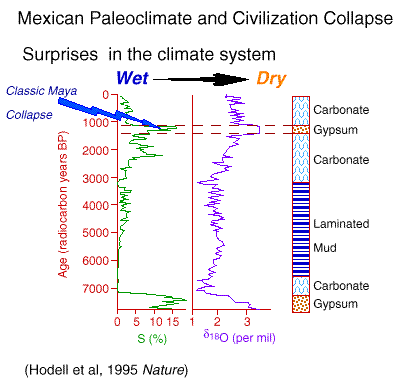 Mexican Paleoclimate and Civilization Collapse
Surprises in the climate system
Wet Dry
Classic Maya
Collapse
0
1000
2000
3000
4000
5000
6000
7000
Age (radiocarbon years BP)
Carbonate
Gypsum
Carbonate
Laminated
Mud
Carbonate
Gypsum
0 5 10 15 1 2 3
S (%) δ18O (per mil)
(Hodell et al, 1995 Nature)